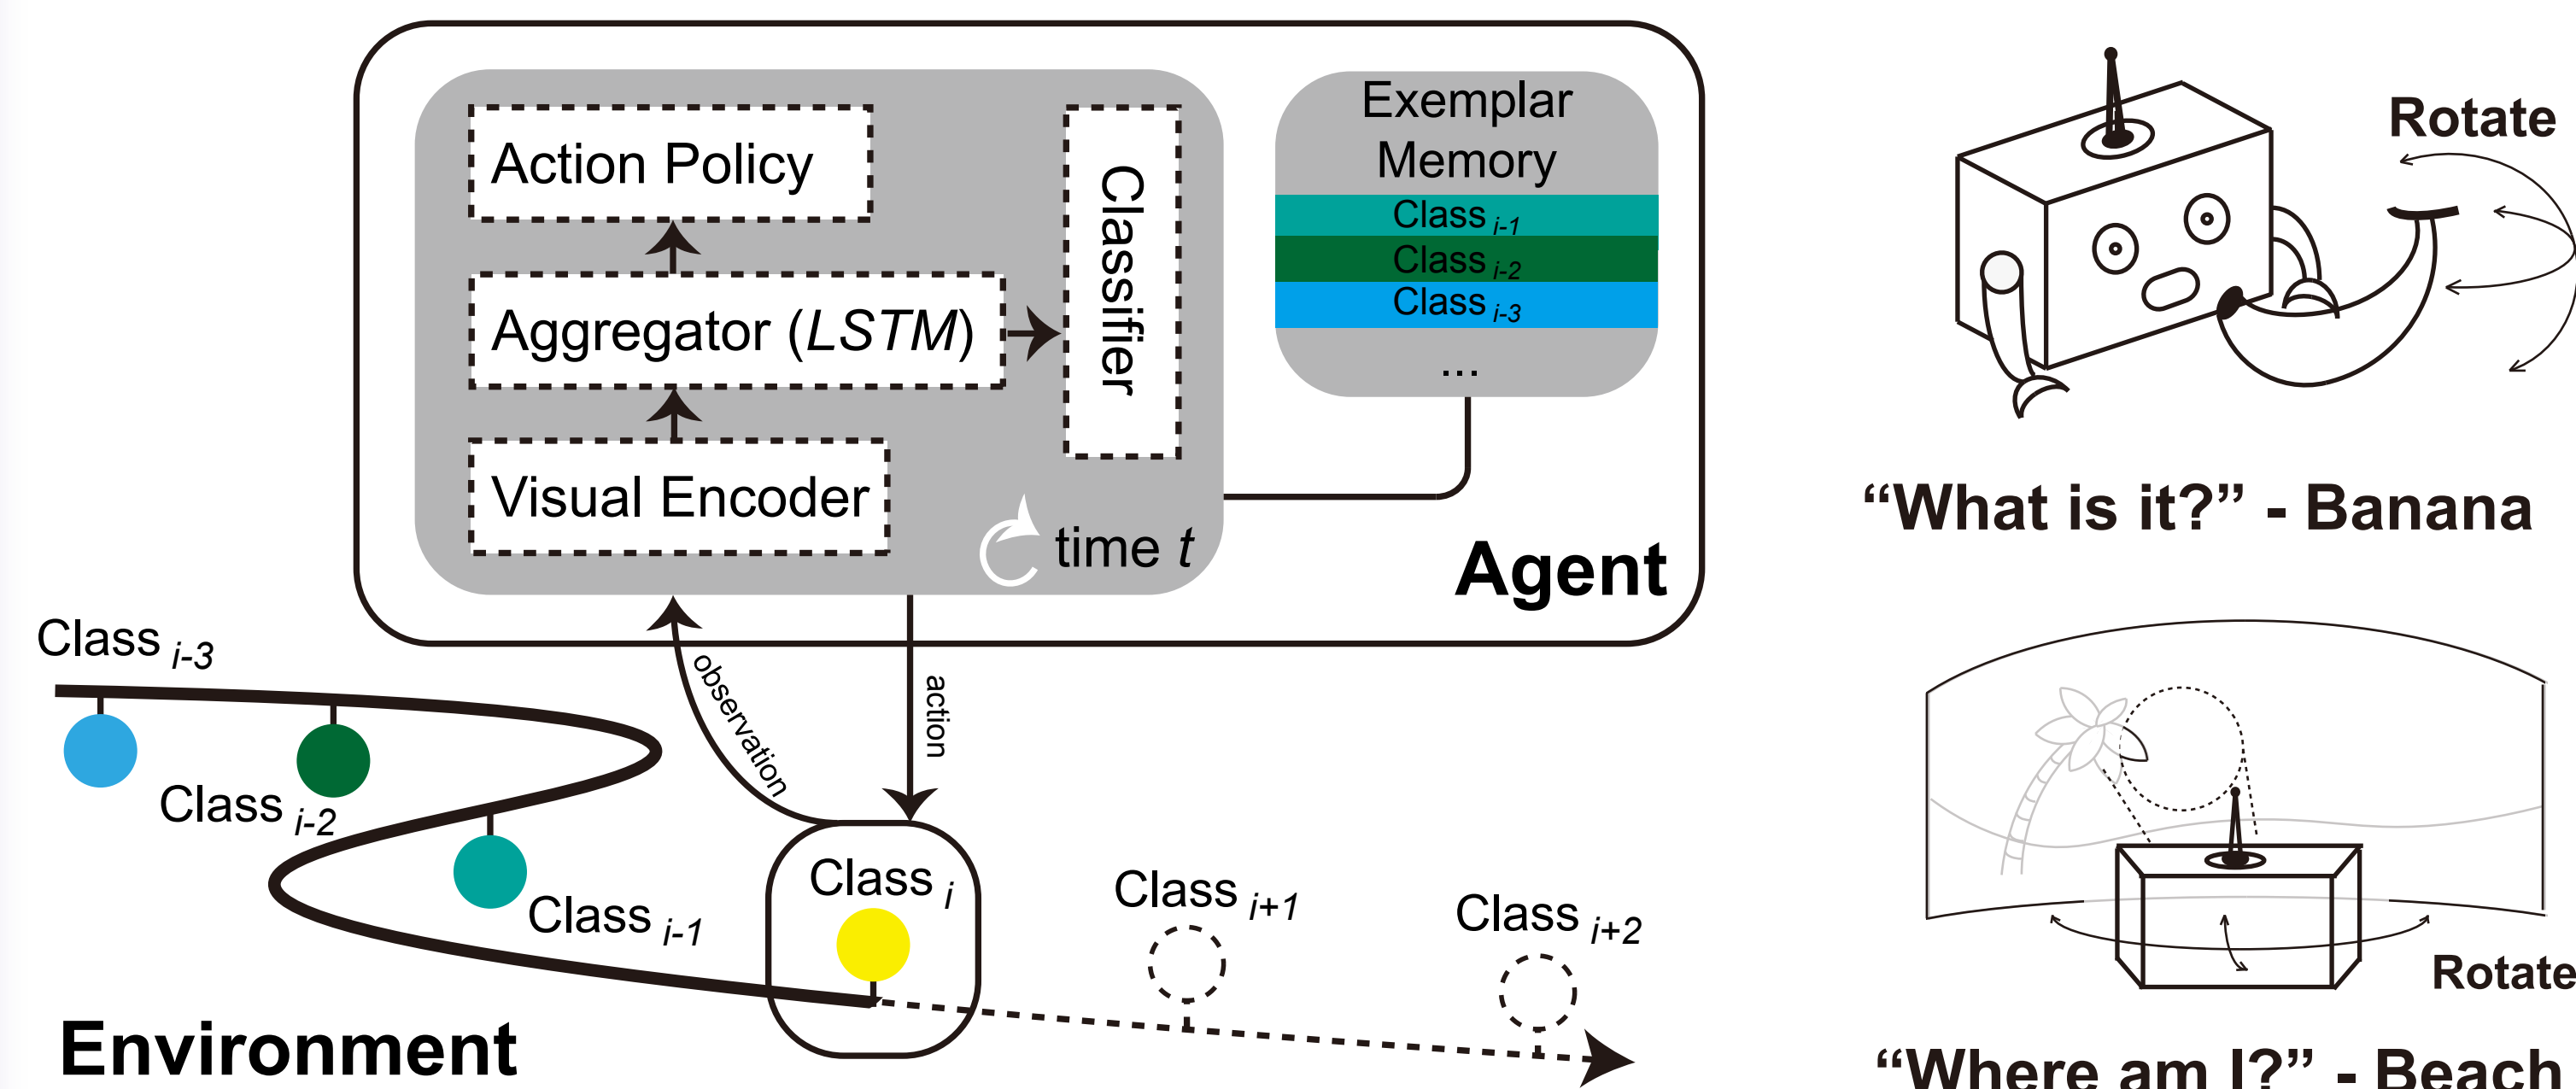 Action Policy
Aggregator (LSTM)
Visual Encoder
Classifier
time t
Exemplar
Memory
Class i-1
Class i-2
Class i-3
...
Agent
observation
action
Class i-3
Class i-2
Class i-1
Class i
Class i+1
Class i+2
Environment
Rotate
“What is it?” - Banana
Rotate
“Where am I?” - Beach